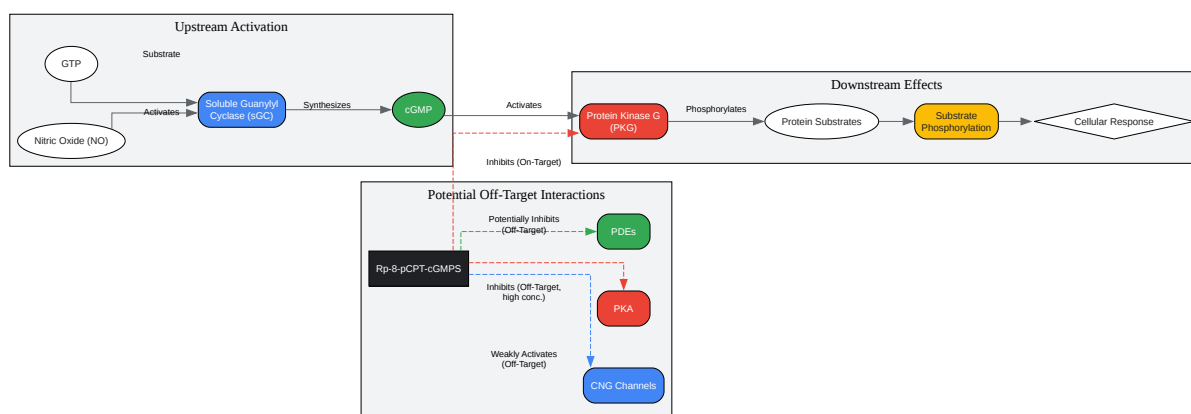 Upstream Activation
GTP
Substrate
Soluble Guanylyl
Cyclase (sGC)
Synthesizes
cGMP
Activates
Nitric Oxide (NO)
Activates
Downstream Effects
Protein Kinase G
(PKG)
Phosphorylates
Protein Substrates
Substrate
Phosphorylation
Cellular Response
Inhibits (On-Target)
Potential Off-Target Interactions
Potentially Inhibits
(Off-Target)
PDEs
Rp-8-pCPT-cGMPS
Inhibits (Off-Target,
high conc.)
PKA
Weakly Activates
(Off-Target)
CNG Channels